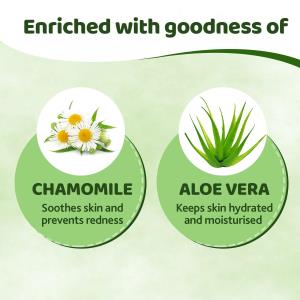 Enriched with goodness of
CHAMOMILE
Soothes skin and
prevents redness
ALOE VERA
Keeps skin hydrated
and moisturised